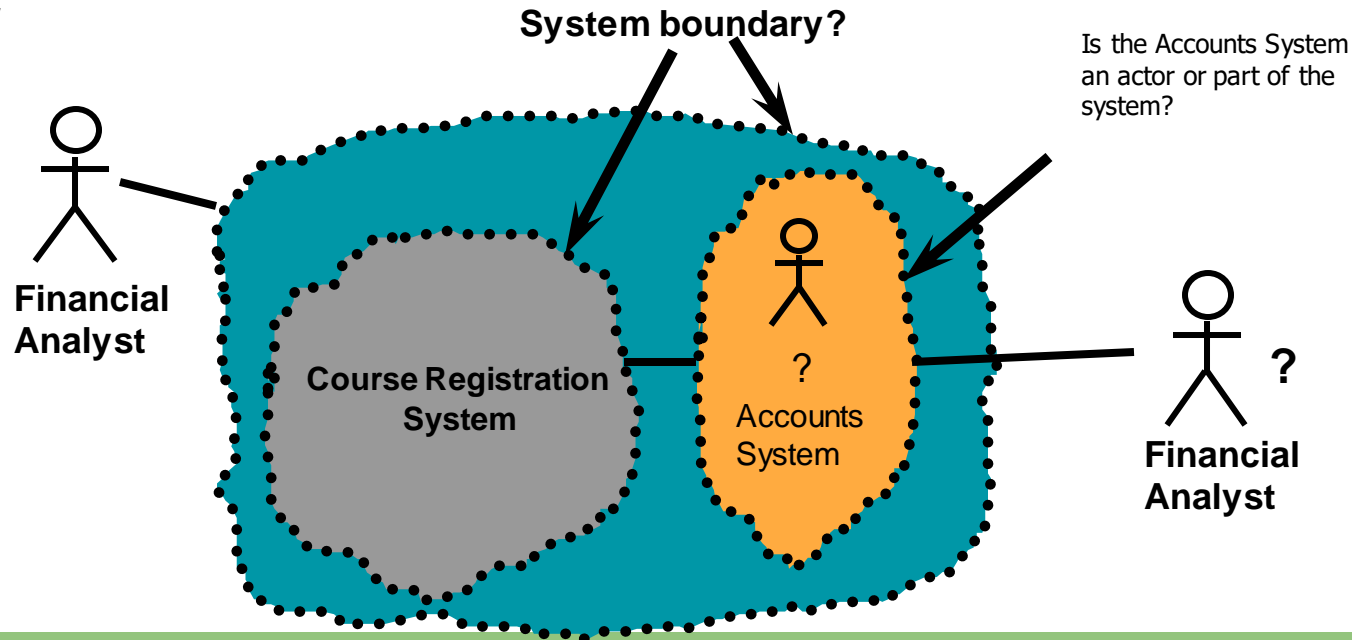 System boundary?
Is the Accounts System
an actor or part of the
system?
Financial
Analyst
Course Registration
System
?
Accounts
System
?
Financial
Analyst